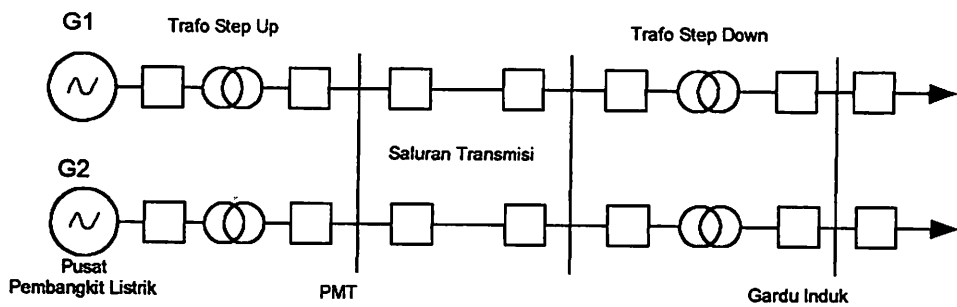 G1
Trafo Step Up
Trafo Step Down
Saluran Transmisi
G2
Pusat
Pembangkit Listrik
PMT
Gardu Induk